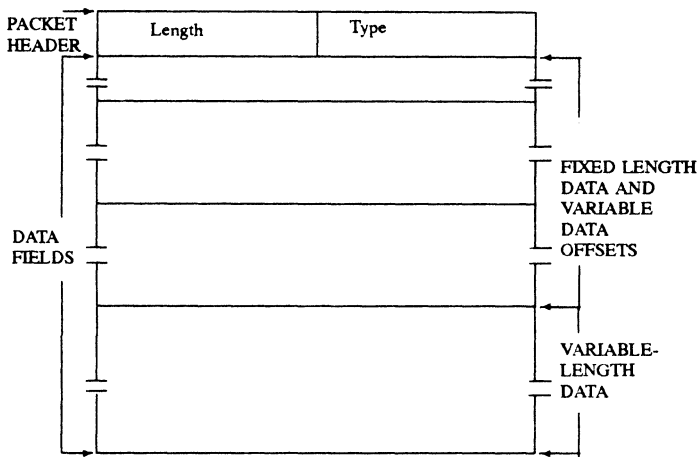 PACKET
HEADER
Length
Type
FIXED LENGTH
DATA AND
VARIABLE
DATA
OFFSETS
DATA
FIELDS
VARIABLE-
LENGTH
DATA